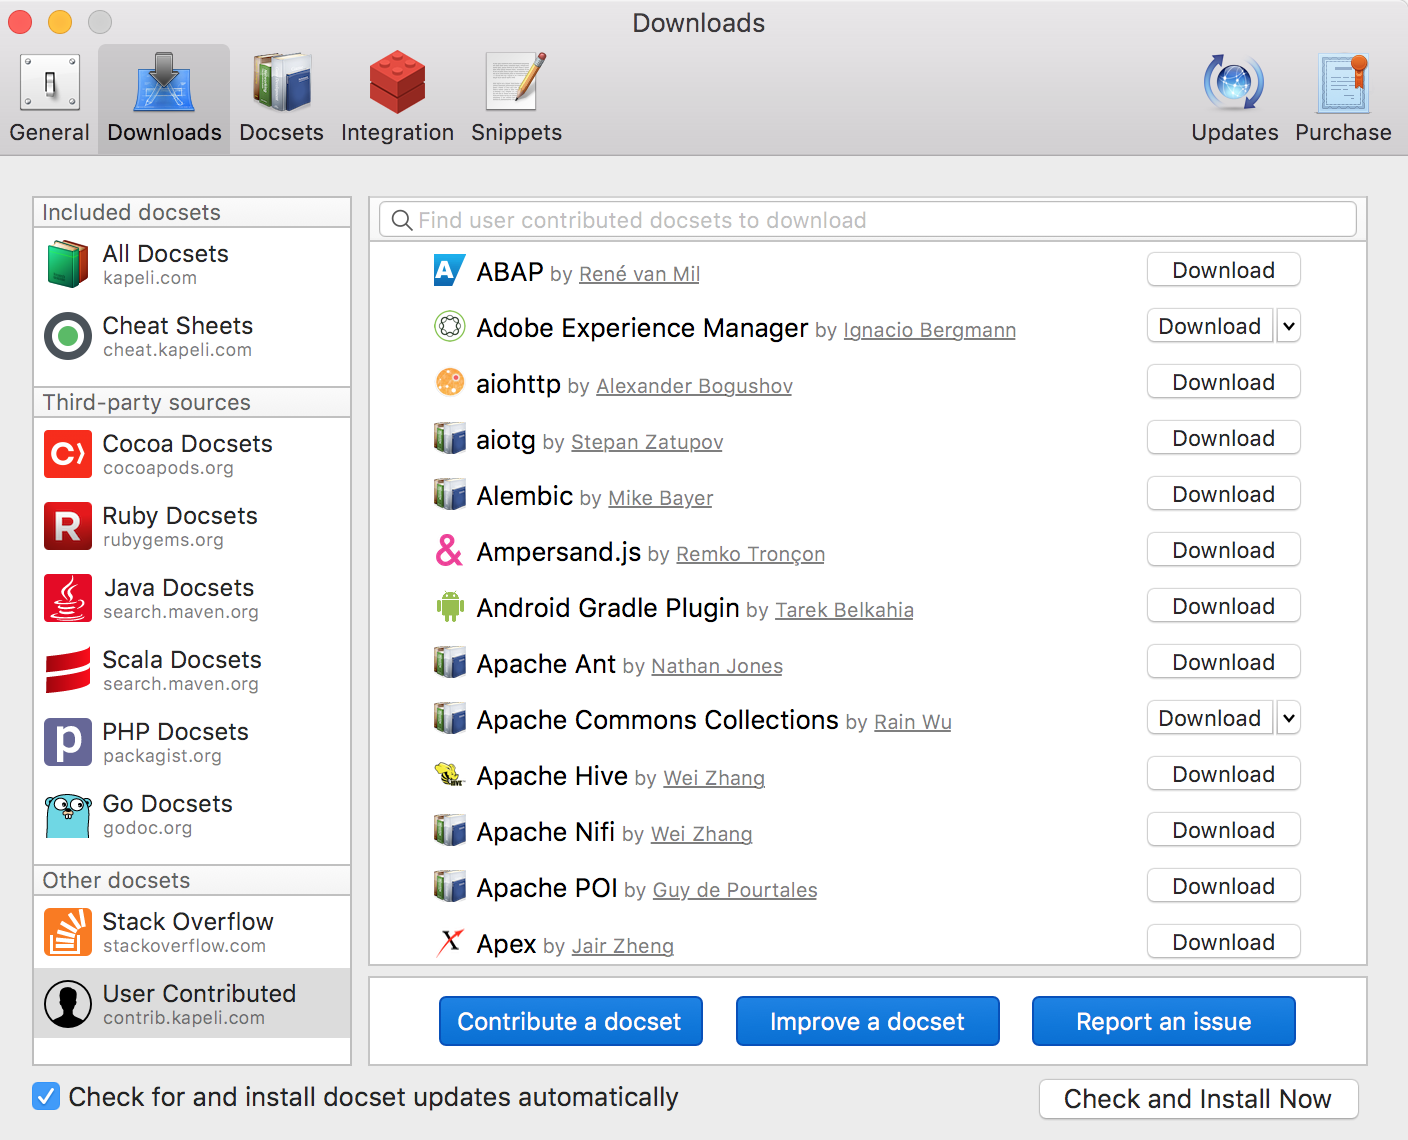 Downloads
General
Downloads
Docsets
Integration
Snippets
Updates
Purchase
Included docsets
All Docsets
kapeli.com
Cheat Sheets
cheat.kapeli.com
Third-party sources
Cocoa Docsets
cocoapods.org
Ruby Docsets
rubygems.org
Java Docsets
search.maven.org
Scala Docsets
search.maven.org
PHP Docsets
packagist.org
Go Docsets
godoc.org
Other docsets
Stack Overflow
stackoverflow.com
User Contributed
contrib.kapeli.com
Find user contributed docsets to download
ABAP by René van Mil Download
Adobe Experience Manager by Ignacio Bergmann Download
aiohttp by Alexander Bogushov Download
aiotg by Stepan Zatupov Download
Alembic by Mike Bayer Download
Ampersand.js by Remko Tronçon Download
Android Gradle Plugin by Tarek Belkahia Download
Apache Ant by Nathan Jones Download
Apache Commons Collections by Rain Wu Download
Apache Hive by Wei Zhang Download
Apache Nifi by Wei Zhang Download
Apache POI by Guy de Pourtales Download
Apex by Jair Zheng Download
Contribute a docset
Improve a docset
Report an issue
Check for and install docset updates automatically
Check and Install Now